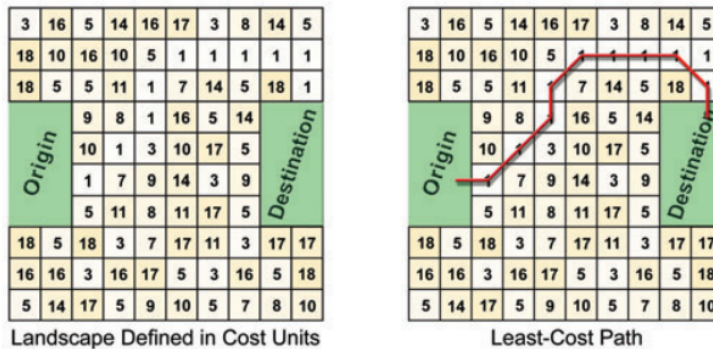 3 16 5 14 16 17 3 8 14 5
18 10 16 10 5 1 1 1 1 1
18 5 5 11 1 7 14 5 18 1
Origin
9 8 1 16 5 14
10 1 3 10 17 5
1 7 9 14 3 9
5 11 8 11 17 5
Destination
18 5 18 3 7 17 11 3 17 17
16 16 3 16 17 5 3 16 5 18
5 14 17 5 9 10 5 7 8 10
Landscape Defined in Cost Units
3 16 5 14 16 17 3 8 14 5
18 10 16 10 5 1 1 1 1 1
18 5 5 11 1 7 14 5 18 1
Origin
9 8 1 16 5 14
10 1 3 10 17 5
1 7 9 14 3 9
5 11 8 11 17 5
Destination
18 5 18 3 7 17 11 3 17 17
16 16 3 16 17 5 3 16 5 18
5 14 17 5 9 10 5 7 8 10
Least-Cost Path